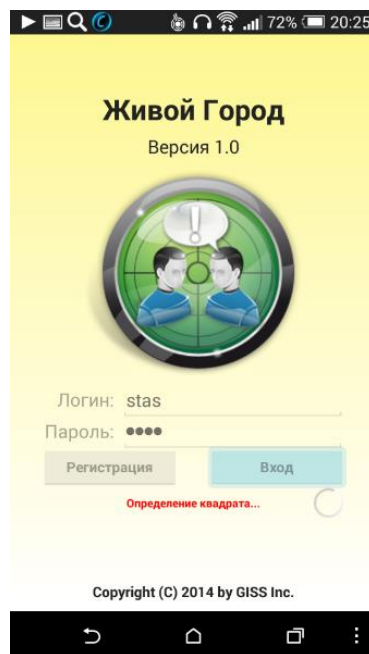 72% 20:25
Живой Город
Версия 1.0
Логин: stas
Пароль: ●●●●
Регистрация Вход
Определение квадрата...
Copyright (C) 2014 by GISS Inc.